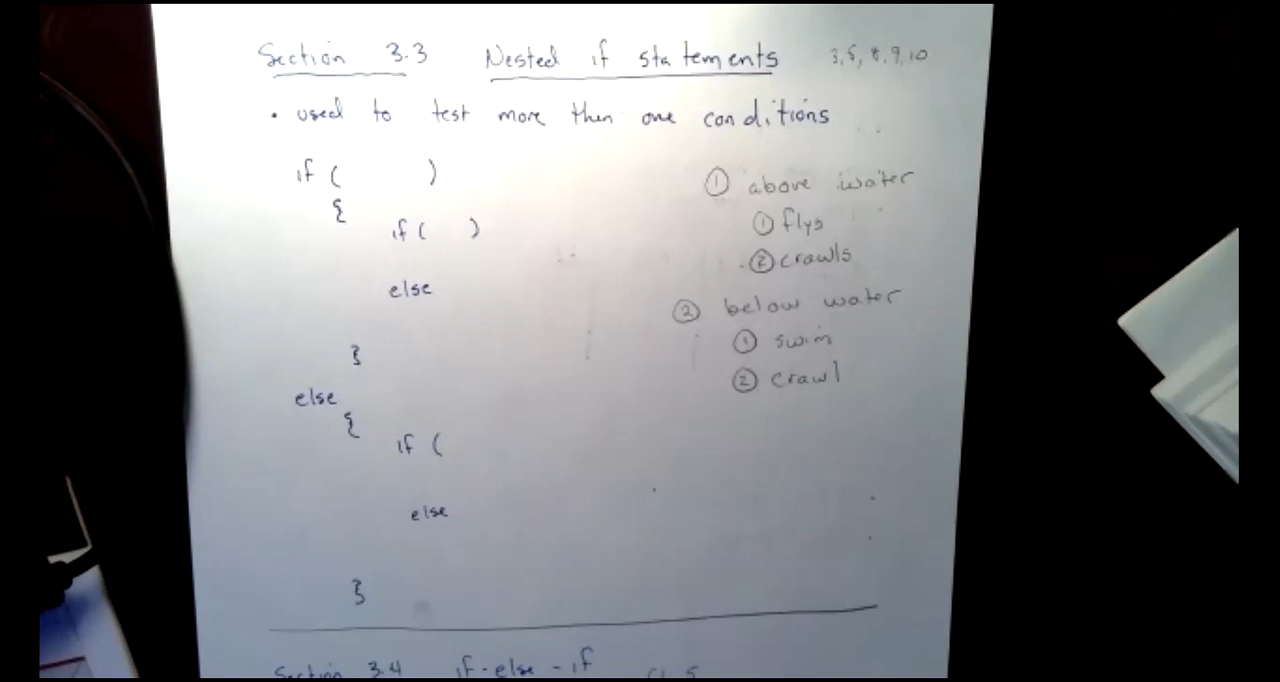 Section 3.3 Nested if statements 3,5, 8, 9, 10
• used to test more then one conditions
if ( )
{
if ( )
else
}
else
{
if (
else
}
① above water
① flys
② crawls
② below water
① swim
② crawl
Section 3.4 if-else-if